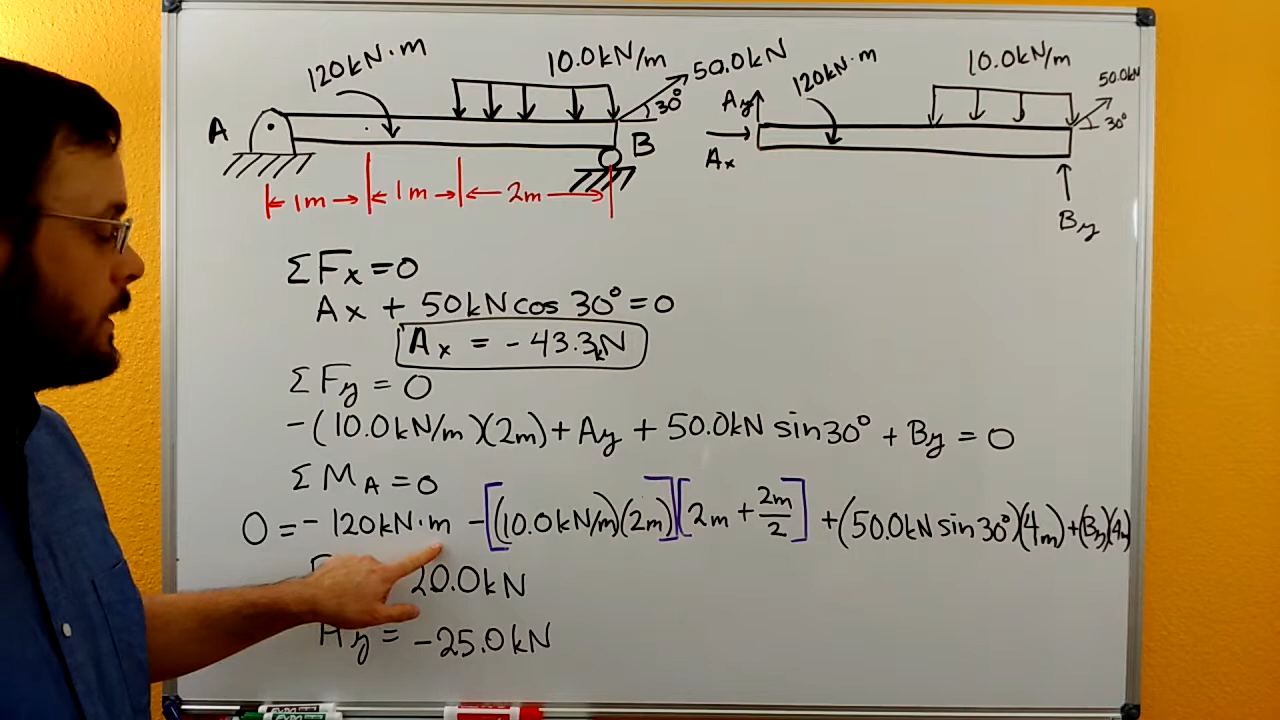 120kN·m
10.0kN/m
50.0kN
30°
A
B
1m
1m
2m
Ay
Ax
120kN·m
10.0kN/m
50.0kN
30°
By
ΣFx=0
Ax + 50kNcos 30°=0
Ax = -43.3kN
ΣFy=0
-(10.0kN/m)(2m)+Ay+50.0kN sin30°+By=0
ΣMA=0
0=-120kN·m-[(10.0kN/m)(2m)][2m+2m/2]+(50.0kN sin30°)(4m)+(By)(4m)
20.0kN
Ay=-25.0kN